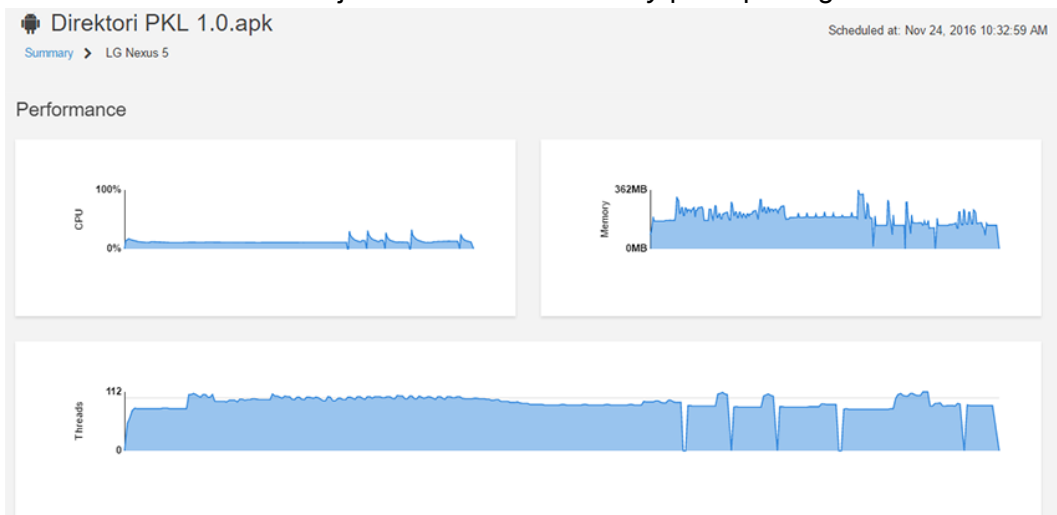 Direktori PKL 1.0.apk
Scheduled at: Nov 24, 2016 10:32:59 AM
Summary > LG Nexus 5
Performance
100%
CPU
0%
362MB
Memory
0MB
112
Threads
0